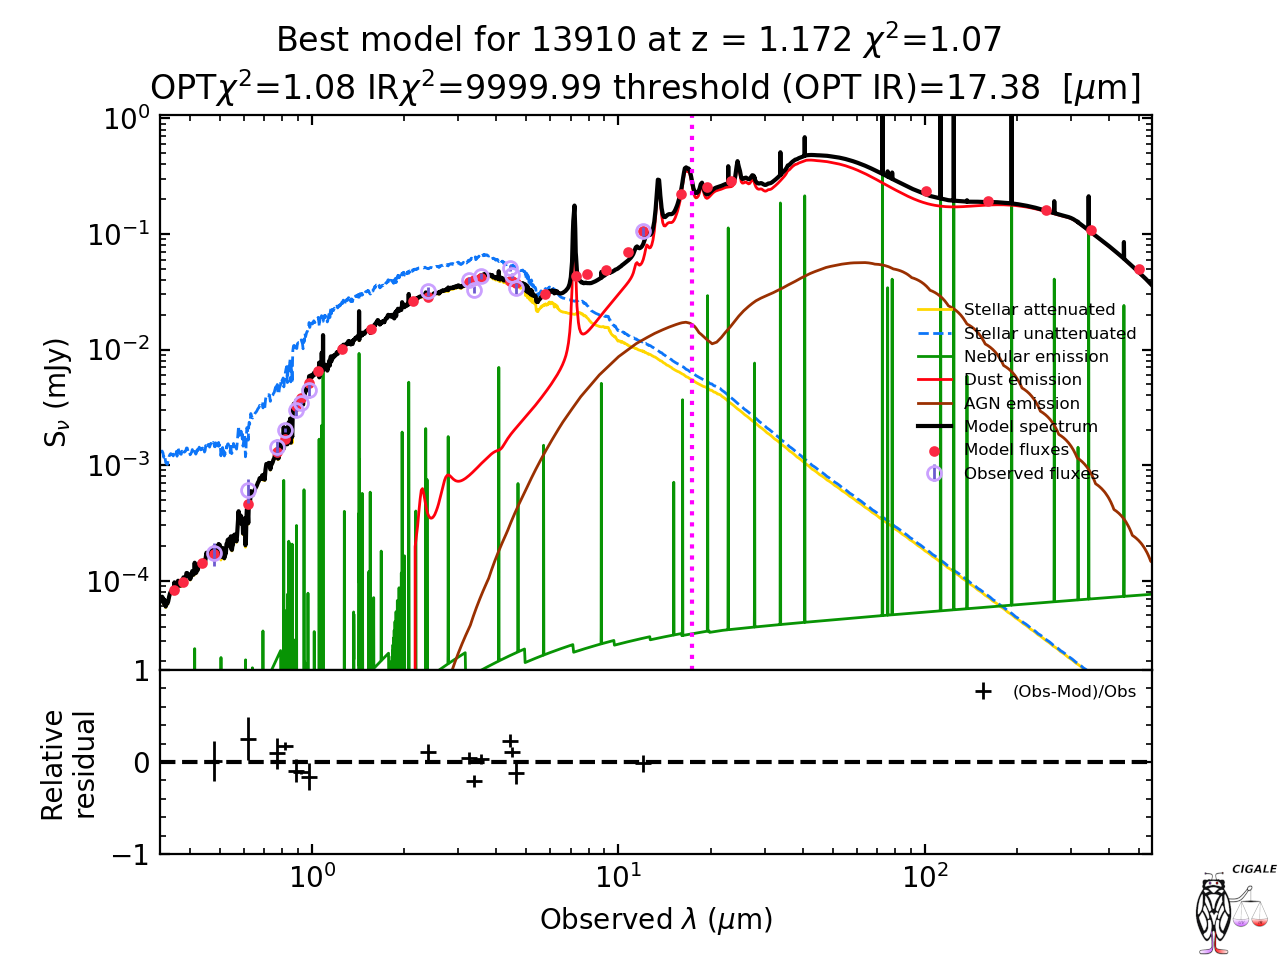 Best model for 13910 at z = 1.172 χ²=1.07
OPTχ²=1.08 IRχ²=9999.99 threshold (OPT IR)=17.38 [μm]
10⁰
10⁻¹
10⁻²
10⁻³
10⁻⁴
S_ν (mJy)
Stellar attenuated
Stellar unattenuated
Nebular emission
Dust emission
AGN emission
Model spectrum
Model fluxes
Observed fluxes
1
0
−1
Relative
residual
(Obs-Mod)/Obs
10⁰
10¹
10²
Observed λ (μm)
CIGALE